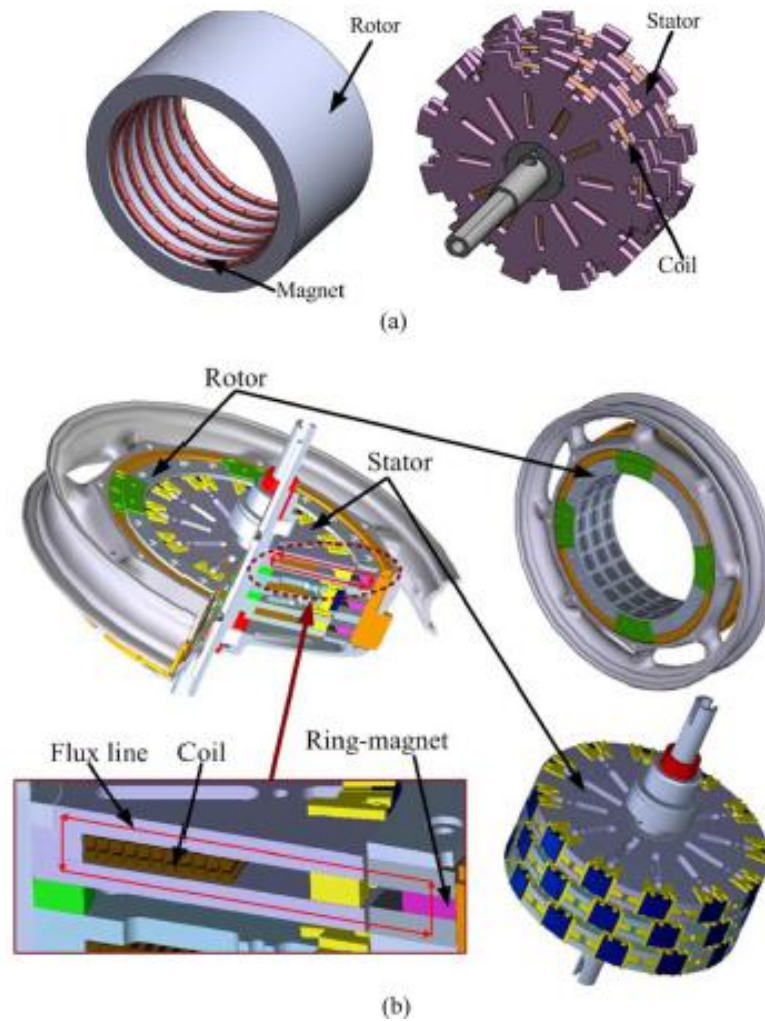 Rotor
Stator
Magnet
Coil
(a)
Rotor
Stator
Flux line
Coil
Ring-magnet
(b)